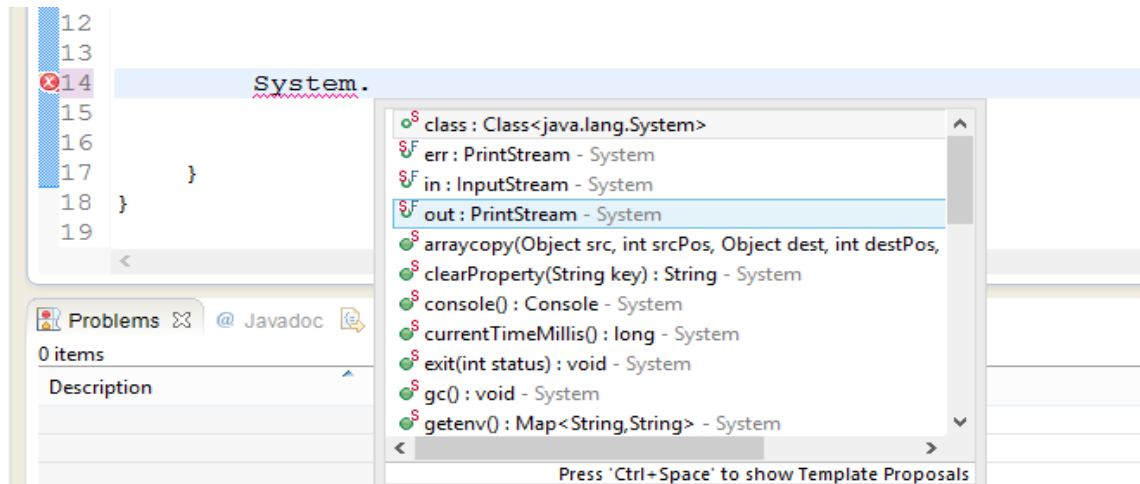 12
13
14 System.
15
16
17 }
18 }
19
class : Class<java.lang.System>
err : PrintStream - System
in : InputStream - System
out : PrintStream - System
arraycopy(Object src, int srcPos, Object dest, int destPos,
clearProperty(String key) : String - System
console() : Console - System
currentTimeMillis() : long - System
exit(int status) : void - System
gc() : void - System
getenv() : Map<String,String> - System
Press 'Ctrl+Space' to show Template Proposals
Problems @ Javadoc
0 items
Description